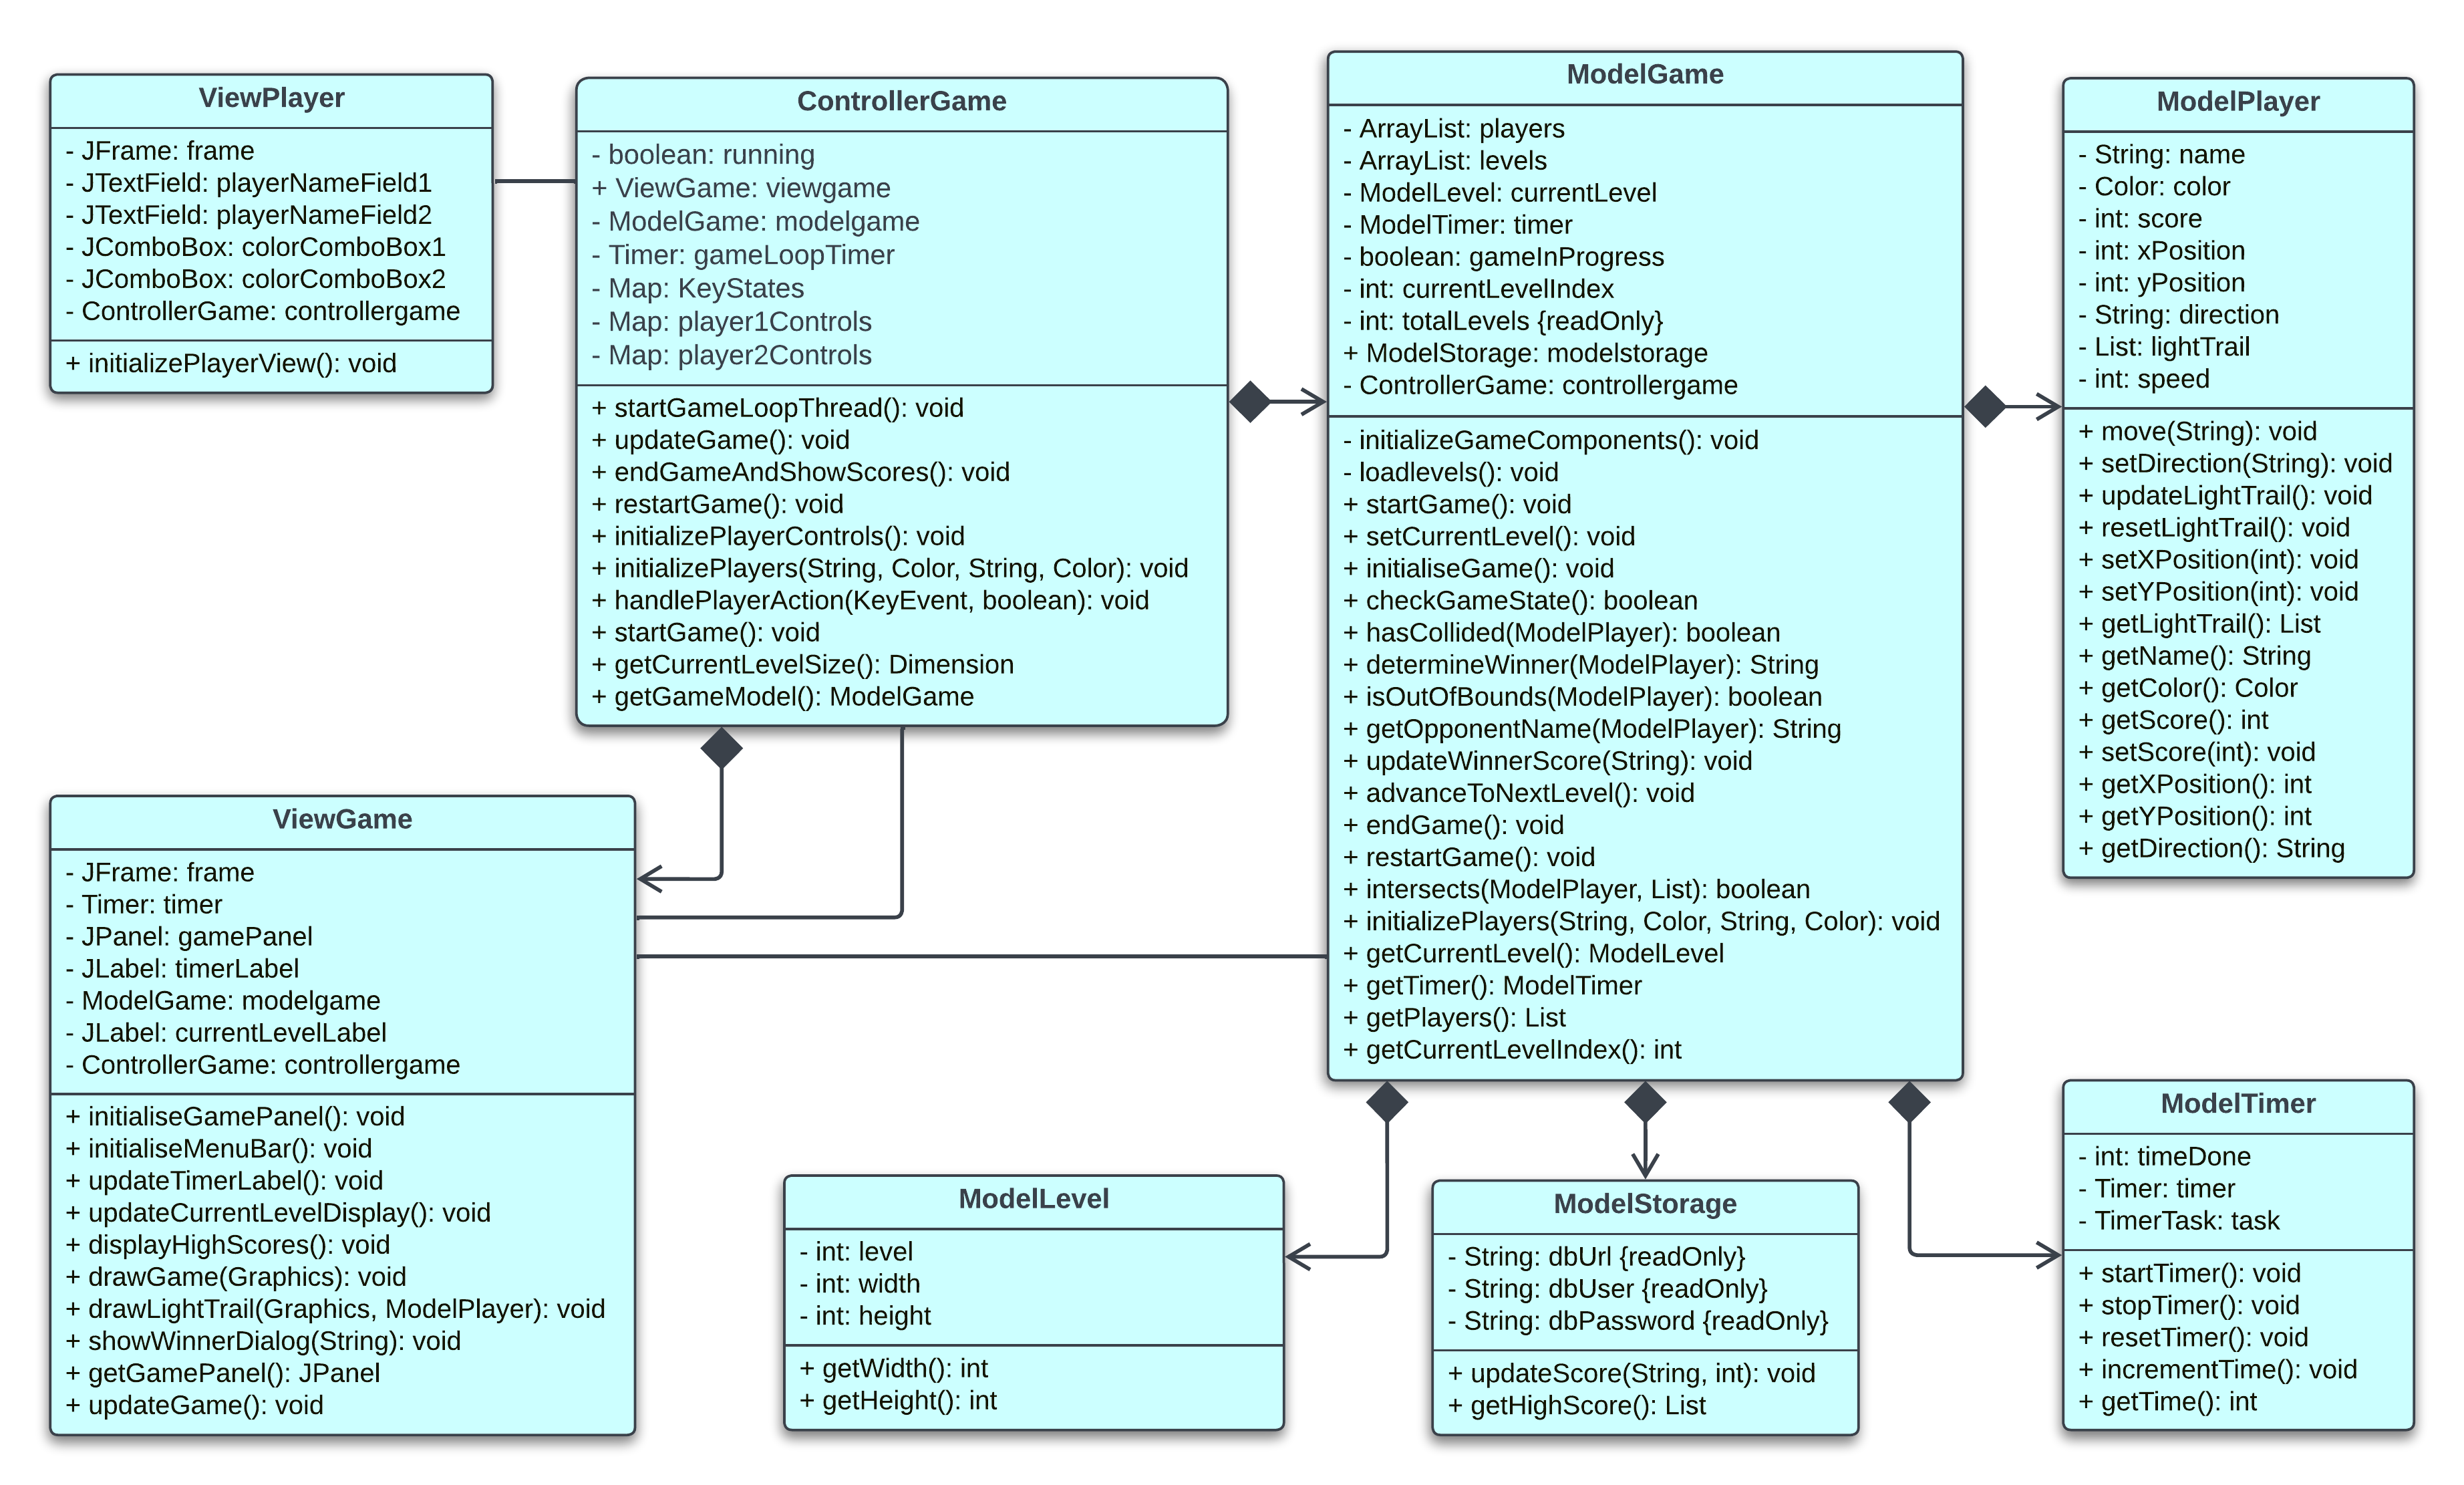 ViewPlayer
- JFrame: frame
- JTextField: playerNameField1
- JTextField: playerNameField2
- JComboBox: colorComboBox1
- JComboBox: colorComboBox2
- ControllerGame: controllergame
+ initializePlayerView(): void
ControllerGame
- boolean: running
+ ViewGame: viewgame
- ModelGame: modelgame
- Timer: gameLoopTimer
- Map: KeyStates
- Map: player1Controls
- Map: player2Controls
+ startGameLoopThread(): void
+ updateGame(): void
+ endGameAndShowScores(): void
+ restartGame(): void
+ initializePlayerControls(): void
+ initializePlayers(String, Color, String, Color): void
+ handlePlayerAction(KeyEvent, boolean): void
+ startGame(): void
+ getCurrentLevelSize(): Dimension
+ getGameModel(): ModelGame
ModelGame
- ArrayList: players
- ArrayList: levels
- ModelLevel: currentLevel
- ModelTimer: timer
- boolean: gameInProgress
- int: currentLevelIndex
- int: totalLevels {readOnly}
+ ModelStorage: modelstorage
- ControllerGame: controllergame
- initializeGameComponents(): void
- loadlevels(): void
+ startGame(): void
+ setCurrentLevel(): void
+ initialiseGame(): void
+ checkGameState(): boolean
+ hasCollided(ModelPlayer): boolean
+ determineWinner(ModelPlayer): String
+ isOutOfBounds(ModelPlayer): boolean
+ getOpponentName(ModelPlayer): String
+ updateWinnerScore(String): void
+ advanceToNextLevel(): void
+ endGame(): void
+ restartGame(): void
+ intersects(ModelPlayer, List): boolean
+ initializePlayers(String, Color, String, Color): void
+ getCurrentLevel(): ModelLevel
+ getTimer(): ModelTimer
+ getPlayers(): List
+ getCurrentLevelIndex(): int
ModelPlayer
- String: name
- Color: color
- int: score
- int: xPosition
- int: yPosition
- String: direction
- List: lightTrail
- int: speed
+ move(String): void
+ setDirection(String): void
+ updateLightTrail(): void
+ resetLightTrail(): void
+ setXPosition(int): void
+ setYPosition(int): void
+ getLightTrail(): List
+ getName(): String
+ getColor(): Color
+ getScore(): int
+ setScore(int): void
+ getXPosition(): int
+ getYPosition(): int
+ getDirection(): String
ViewGame
- JFrame: frame
- Timer: timer
- JPanel: gamePanel
- JLabel: timerLabel
- ModelGame: modelgame
- JLabel: currentLevelLabel
- ControllerGame: controllergame
+ initialiseGamePanel(): void
+ initialiseMenuBar(): void
+ updateTimerLabel(): void
+ updateCurrentLevelDisplay(): void
+ displayHighScores(): void
+ drawGame(Graphics): void
+ drawLightTrail(Graphics, ModelPlayer): void
+ showWinnerDialog(String): void
+ getGamePanel(): JPanel
+ updateGame(): void
ModelLevel
- int: level
- int: width
- int: height
+ getWidth(): int
+ getHeight(): int
ModelStorage
- String: dbUrl {readOnly}
- String: dbUser {readOnly}
- String: dbPassword {readOnly}
+ updateScore(String, int): void
+ getHighScore(): List
ModelTimer
- int: timeDone
- Timer: timer
- TimerTask: task
+ startTimer(): void
+ stopTimer(): void
+ resetTimer(): void
+ incrementTime(): void
+ getTime(): int